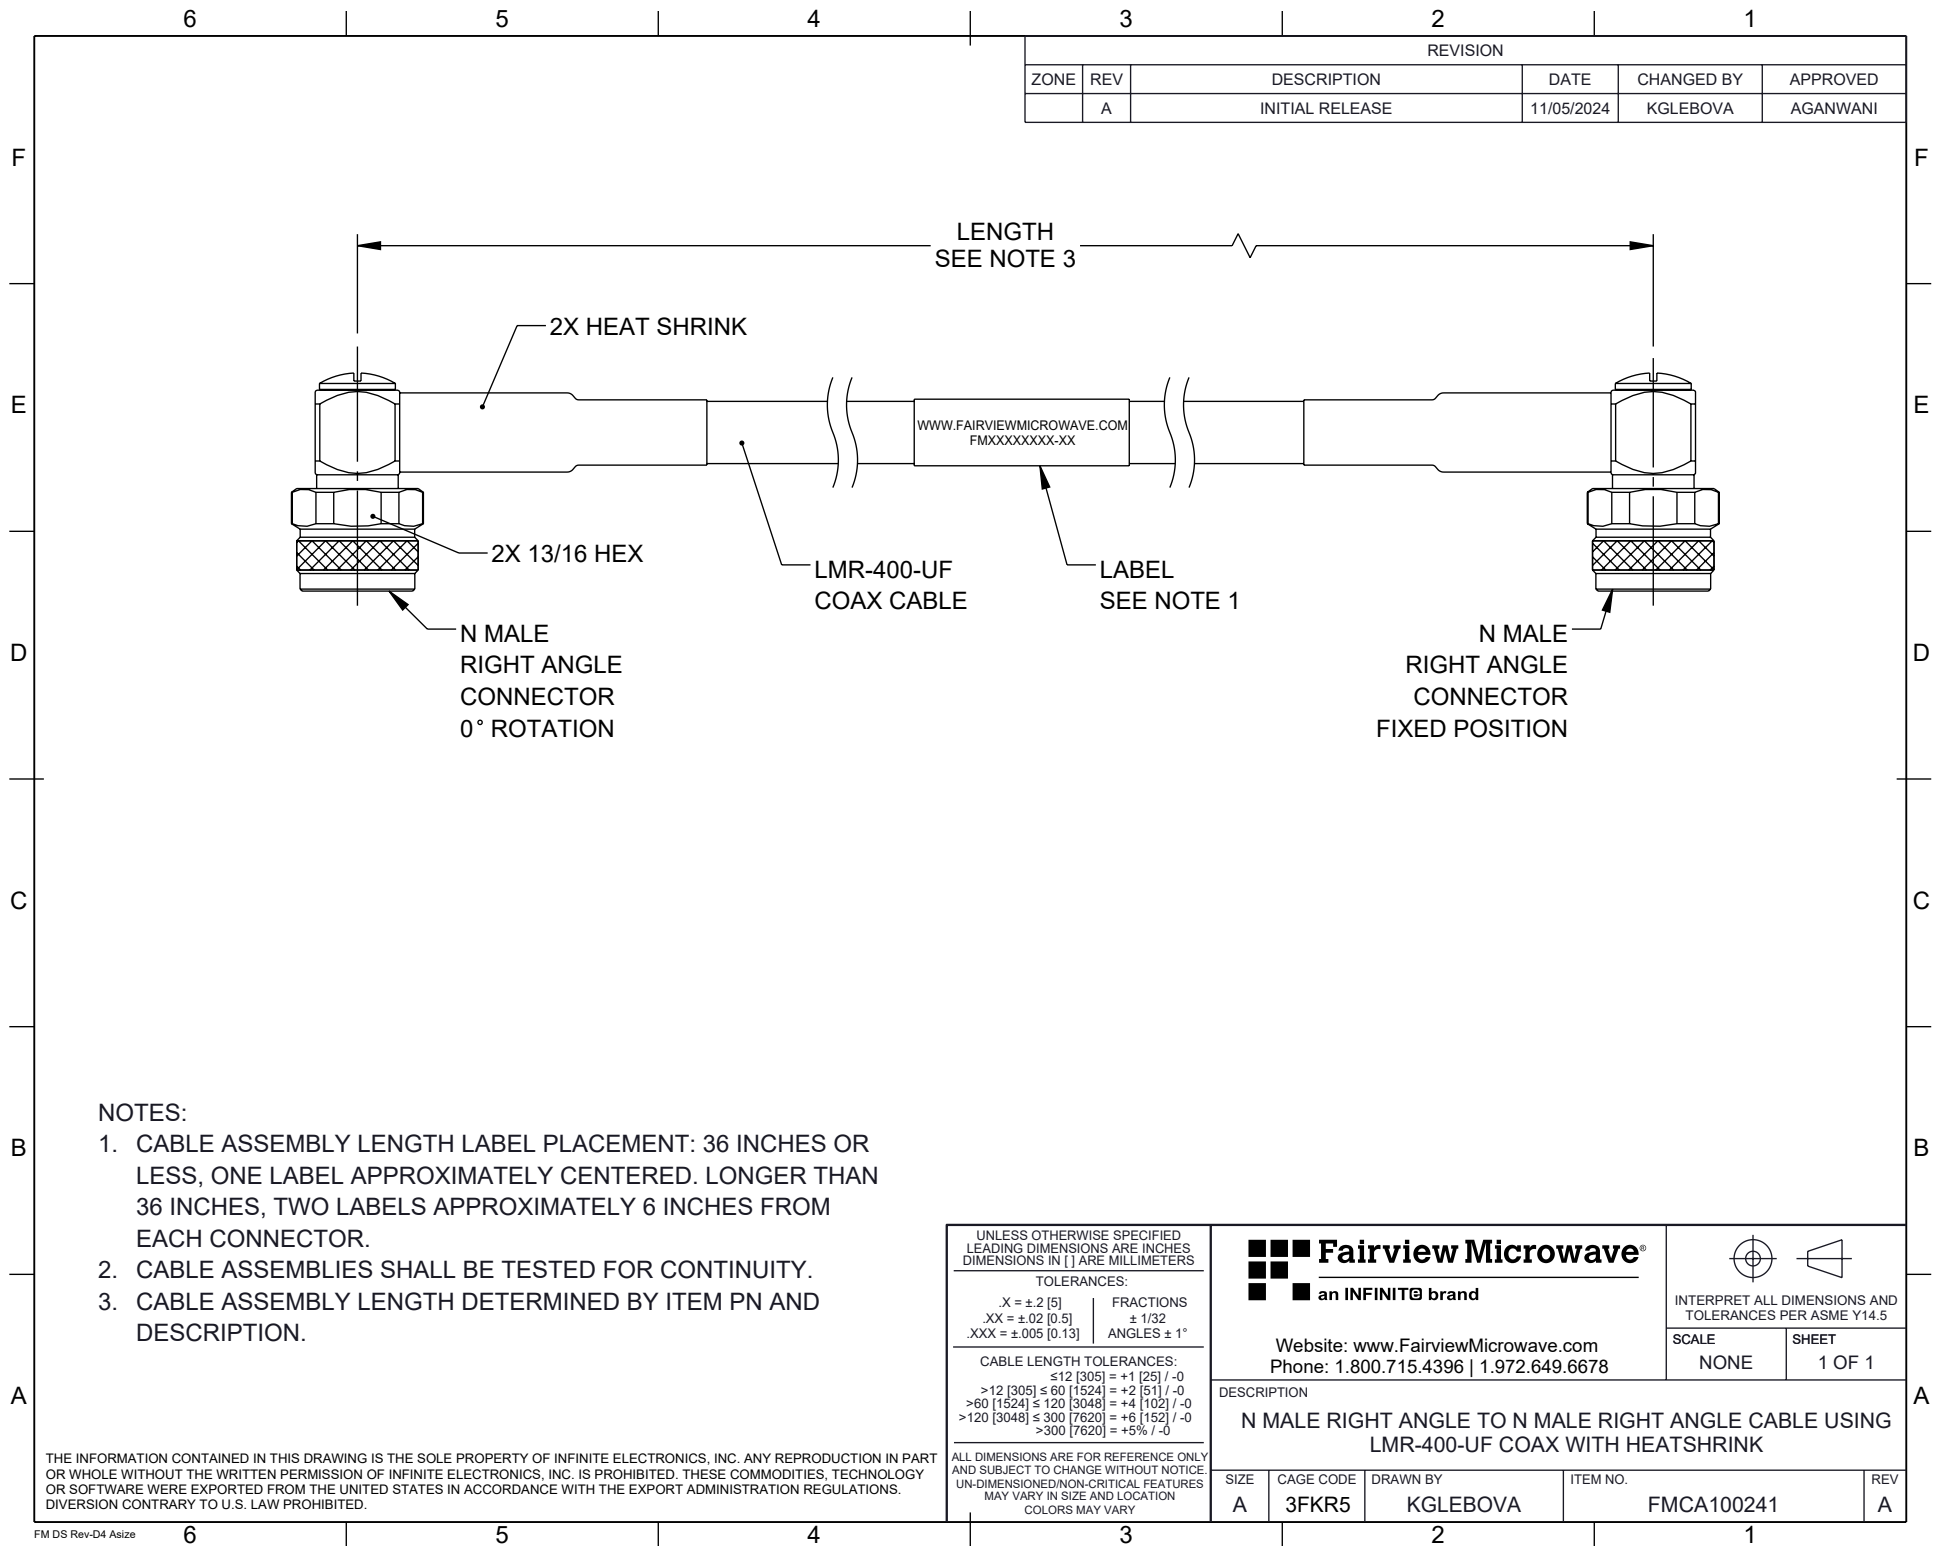 6 5 4 3 2 1
REVISION
ZONE REV DESCRIPTION DATE CHANGED BY APPROVED
A INITIAL RELEASE 11/05/2024 KGLEBOVA AGANWANI
F F
LENGTH
SEE NOTE 3
2X HEAT SHRINK
E E
WWW.FAIRVIEWMICROWAVE.COM
FMXXXXXXXX-XX
2X 13/16 HEX
LMR-400-UF
COAX CABLE
LABEL
SEE NOTE 1
N MALE
RIGHT ANGLE
CONNECTOR
0° ROTATION
N MALE
RIGHT ANGLE
CONNECTOR
FIXED POSITION
D D
C C
NOTES:
1. CABLE ASSEMBLY LENGTH LABEL PLACEMENT: 36 INCHES OR
LESS, ONE LABEL APPROXIMATELY CENTERED. LONGER THAN
36 INCHES, TWO LABELS APPROXIMATELY 6 INCHES FROM
EACH CONNECTOR.
2. CABLE ASSEMBLIES SHALL BE TESTED FOR CONTINUITY.
3. CABLE ASSEMBLY LENGTH DETERMINED BY ITEM PN AND
DESCRIPTION.
B B
UNLESS OTHERWISE SPECIFIED
LEADING DIMENSIONS ARE INCHES
DIMENSIONS IN [ ] ARE MILLIMETERS
TOLERANCES:
.X = ±.2 [5]
.XX = ±.02 [0.5]
.XXX = ±.005 [0.13]
FRACTIONS
± 1/32
ANGLES ± 1°
CABLE LENGTH TOLERANCES:
≤12 [305] = +1 [25] / -0
>12 [305] ≤ 60 [1524] = +2 [51] / -0
>60 [1524] ≤ 120 [3048] = +4 [102] / -0
>120 [3048] ≤ 300 [7620] = +6 [152] / -0
>300 [7620] = +5% / -0
ALL DIMENSIONS ARE FOR REFERENCE ONLY
AND SUBJECT TO CHANGE WITHOUT NOTICE.
UN-DIMENSIONED/NON-CRITICAL FEATURES
MAY VARY IN SIZE AND LOCATION
COLORS MAY VARY
Fairview Microwave®
an INFINITE brand
Website: www.FairviewMicrowave.com
Phone: 1.800.715.4396 | 1.972.649.6678
INTERPRET ALL DIMENSIONS AND
TOLERANCES PER ASME Y14.5
SCALE SHEET
NONE 1 OF 1
DESCRIPTION
N MALE RIGHT ANGLE TO N MALE RIGHT ANGLE CABLE USING
LMR-400-UF COAX WITH HEATSHRINK
SIZE CAGE CODE DRAWN BY ITEM NO. REV
A 3FKR5 KGLEBOVA FMCA100241 A
A A
THE INFORMATION CONTAINED IN THIS DRAWING IS THE SOLE PROPERTY OF INFINITE ELECTRONICS, INC. ANY REPRODUCTION IN PART
OR WHOLE WITHOUT THE WRITTEN PERMISSION OF INFINITE ELECTRONICS, INC. IS PROHIBITED. THESE COMMODITIES, TECHNOLOGY
OR SOFTWARE WERE EXPORTED FROM THE UNITED STATES IN ACCORDANCE WITH THE EXPORT ADMINISTRATION REGULATIONS.
DIVERSION CONTRARY TO U.S. LAW PROHIBITED.
FM DS Rev-D4 Asize
6 5 4 3 2 1